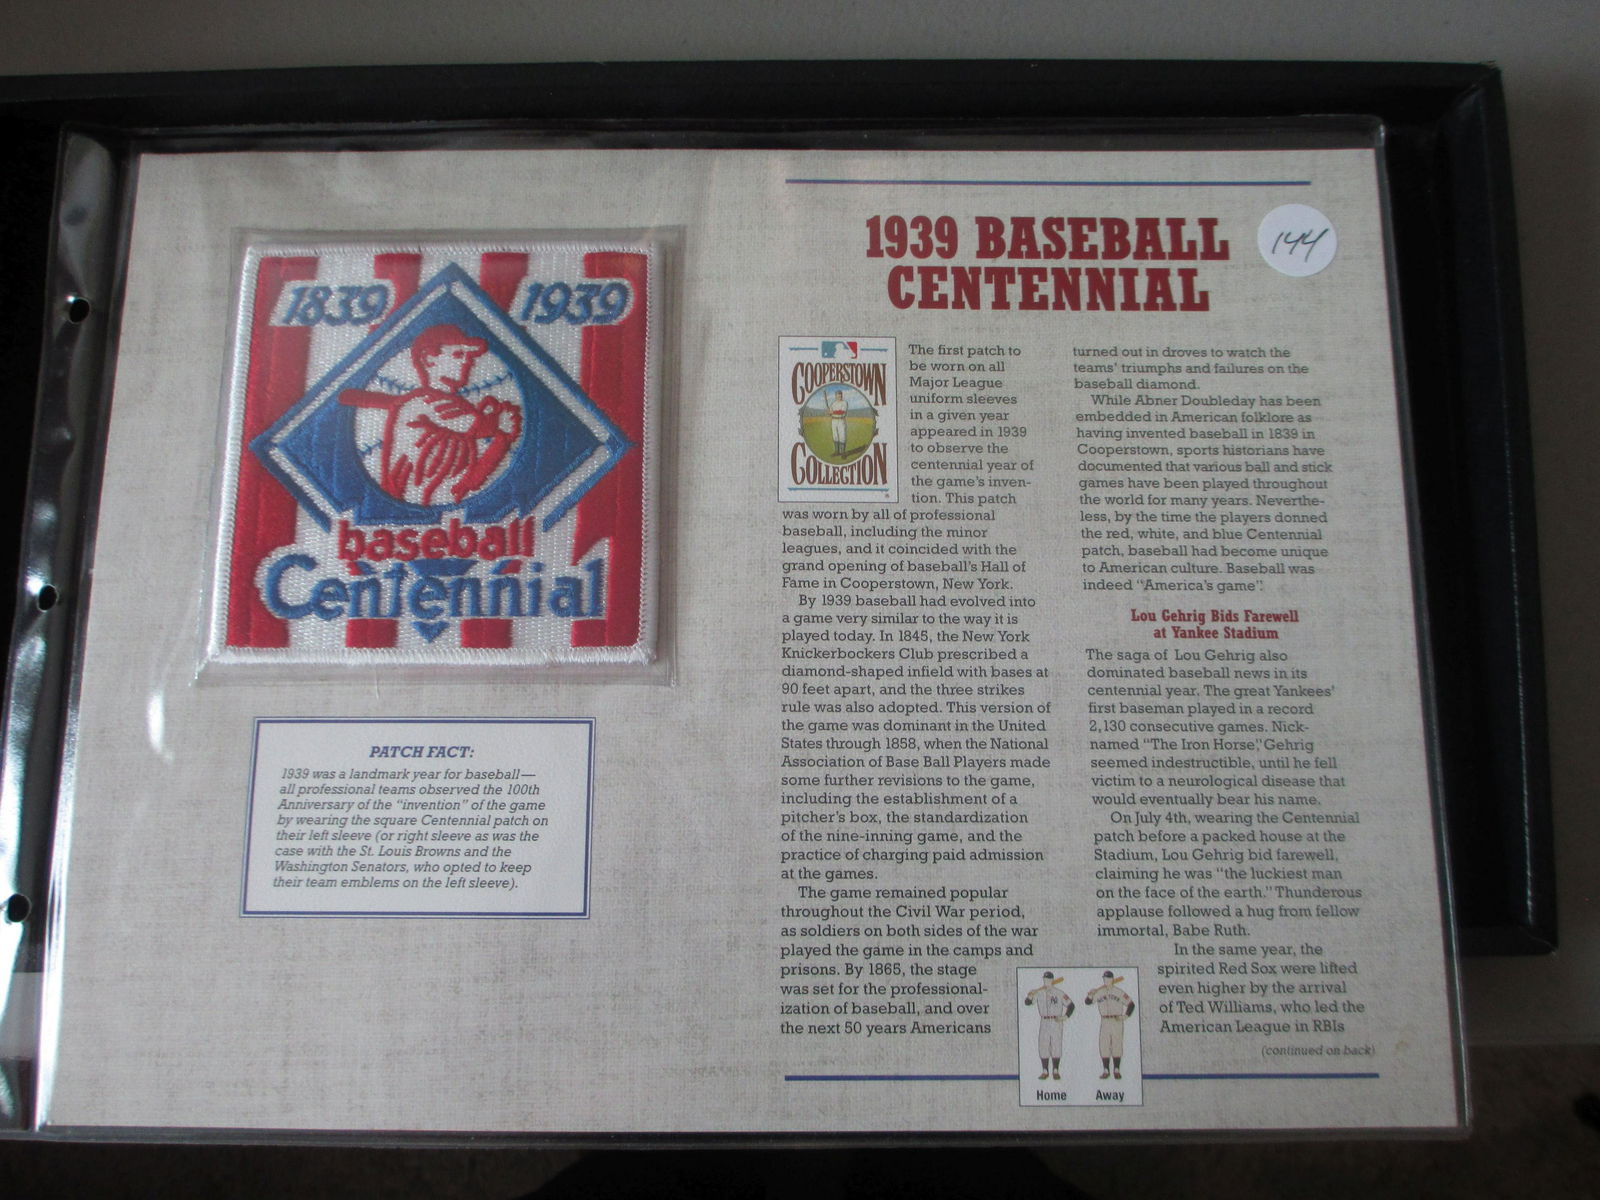 1839 1939
baseball
Centennial
PATCH FACT:
1939 was a landmark year for baseball—
all professional teams observed the 100th
Anniversary of the "invention" of the game
by wearing the square Centennial patch on
their left sleeve (or right sleeve as was the
case with the St. Louis Browns and the
Washington Senators, who opted to keep
their team emblems on the left sleeve).
1939 BASEBALL
CENTENNIAL
144
COOPERSTOWN
COLLECTION
The first patch to
be worn on all
Major League
uniform sleeves
in a given year
appeared in 1939
to observe the
centennial year of
the game's inven-
tion. This patch
was worn by all of professional
baseball, including the minor
leagues, and it coincided with the
grand opening of baseball's Hall of
Fame in Cooperstown, New York.
By 1939 baseball had evolved into
a game very similar to the way it is
played today. In 1845, the New York
Knickerbockers Club prescribed a
diamond-shaped infield with bases at
90 feet apart, and the three strikes
rule was also adopted. This version of
the game was dominant in the United
States through 1858, when the National
Association of Base Ball Players made
some further revisions to the game,
including the establishment of a
pitcher's box, the standardization
of the nine-inning game, and the
practice of charging paid admission
at the games.
The game remained popular
throughout the Civil War period,
as soldiers on both sides of the war
played the game in the camps and
prisons. By 1865, the stage
was set for the professional-
ization of baseball, and over
the next 50 years Americans
turned out in droves to watch the
teams' triumphs and failures on the
baseball diamond.
While Abner Doubleday has been
embedded in American folklore as
having invented baseball in 1839 in
Cooperstown, sports historians have
documented that various ball and stick
games have been played throughout
the world for many years. Neverthe-
less, by the time the players donned
the red, white, and blue Centennial
patch, baseball had become unique
to American culture. Baseball was
indeed "America's game".
Lou Gehrig Bids Farewell
at Yankee Stadium
The saga of Lou Gehrig also
dominated baseball news in its
centennial year. The great Yankees'
first baseman played in a record
2,130 consecutive games. Nick-
named "The Iron Horse," Gehrig
seemed indestructible, until he fell
victim to a neurological disease that
would eventually bear his name.
On July 4th, wearing the Centennial
patch before a packed house at the
Stadium, Lou Gehrig bid farewell,
claiming he was "the luckiest man
on the face of the earth." Thunderous
applause followed a hug from fellow
immortal, Babe Ruth.
In the same year, the
spirited Red Sox were lifted
even higher by the arrival
of Ted Williams, who led the
American League in RBIs
(continued on back)
NEW YORK
Home Away